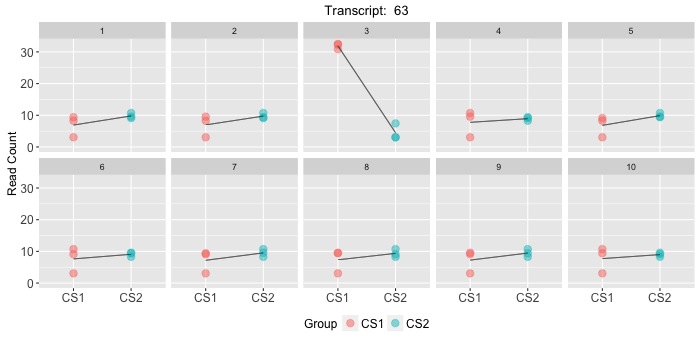 Transcript: 63
1 2 3 4 5
30
20
10
0
Read Count
6 7 8 9 10
30
20
10
0
CS1 CS2 CS1 CS2 CS1 CS2 CS1 CS2 CS1 CS2
Group CS1 CS2